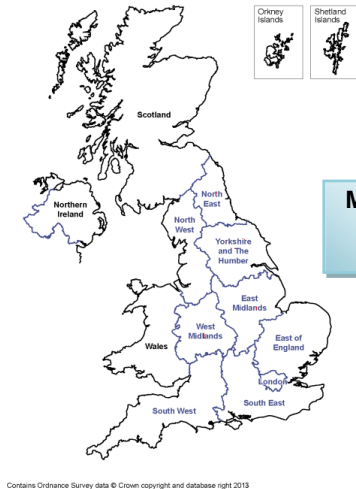 Orkney
Islands
Shetland
Islands
Scotland
Northern
Ireland
North
East
North
West
Yorkshire
and The
Humber
East
Midlands
West
Midlands
East of
England
Wales
London
South East
South West
M
Contains Ordnance Survey data © Crown copyright and database right 2013